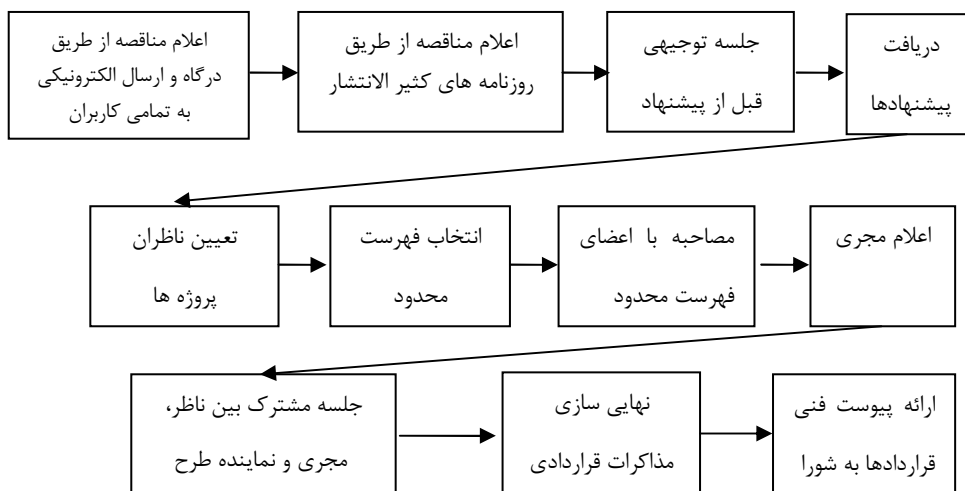 اعلام مناقصه از طریق
درگاه و ارسال الکترونیکی
به تمامی کاربران
اعلام مناقصه از طریق
روزنامه های کثیر الانتشار
جلسه توجیهی
قبل از پیشنهاد
دریافت
پیشنهادها
تعیین ناظران
پروژه ها
انتخاب فهرست
محدود
مصاحبه با اعضای
فهرست محدود
اعلام مجری
جلسه مشترک بین ناظر،
مجری و نماینده طرح
نهایی سازی
مذاکرات قراردادی
ارائه پیوست فنی
قراردادها به شورا